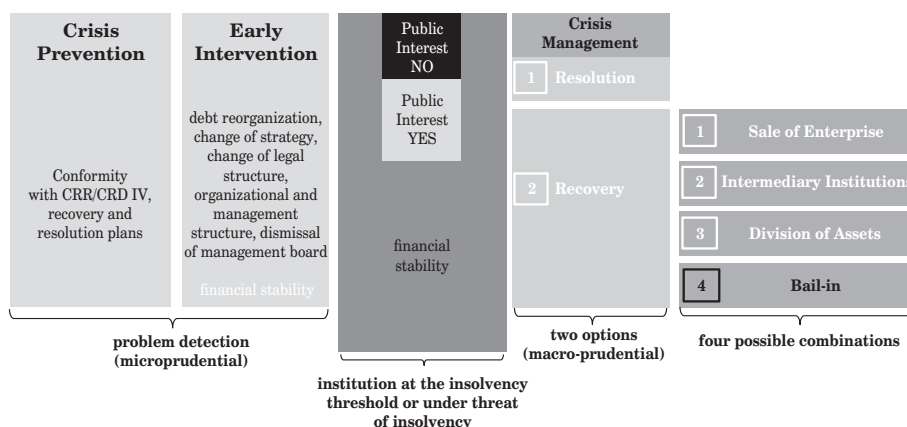 Crisis
Prevention
Conformity
with CRR/CRD IV,
recovery and
resolution plans
Early
Intervention
debt reorganization,
change of strategy,
change of legal
structure,
organizational and
management
structure, dismissal
of management board
financial stability
problem detection
(microprudential)
Public
Interest
NO
Public
Interest
YES
financial
stability
institution at the insolvency
threshold or under threat
of insolvency
Crisis
Management
1 Resolution
2 Recovery
two options
(macro-prudential)
1 Sale of Enterprise
2 Intermediary Institutions
3 Division of Assets
4 Bail-in
four possible combinations